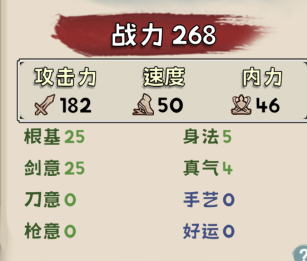 战力 268
攻击力 速度 内力
182 50 46
根基 25 身法 5
剑意 25 真气 4
刀意 0 手艺 0
枪意 0 好运 0
?